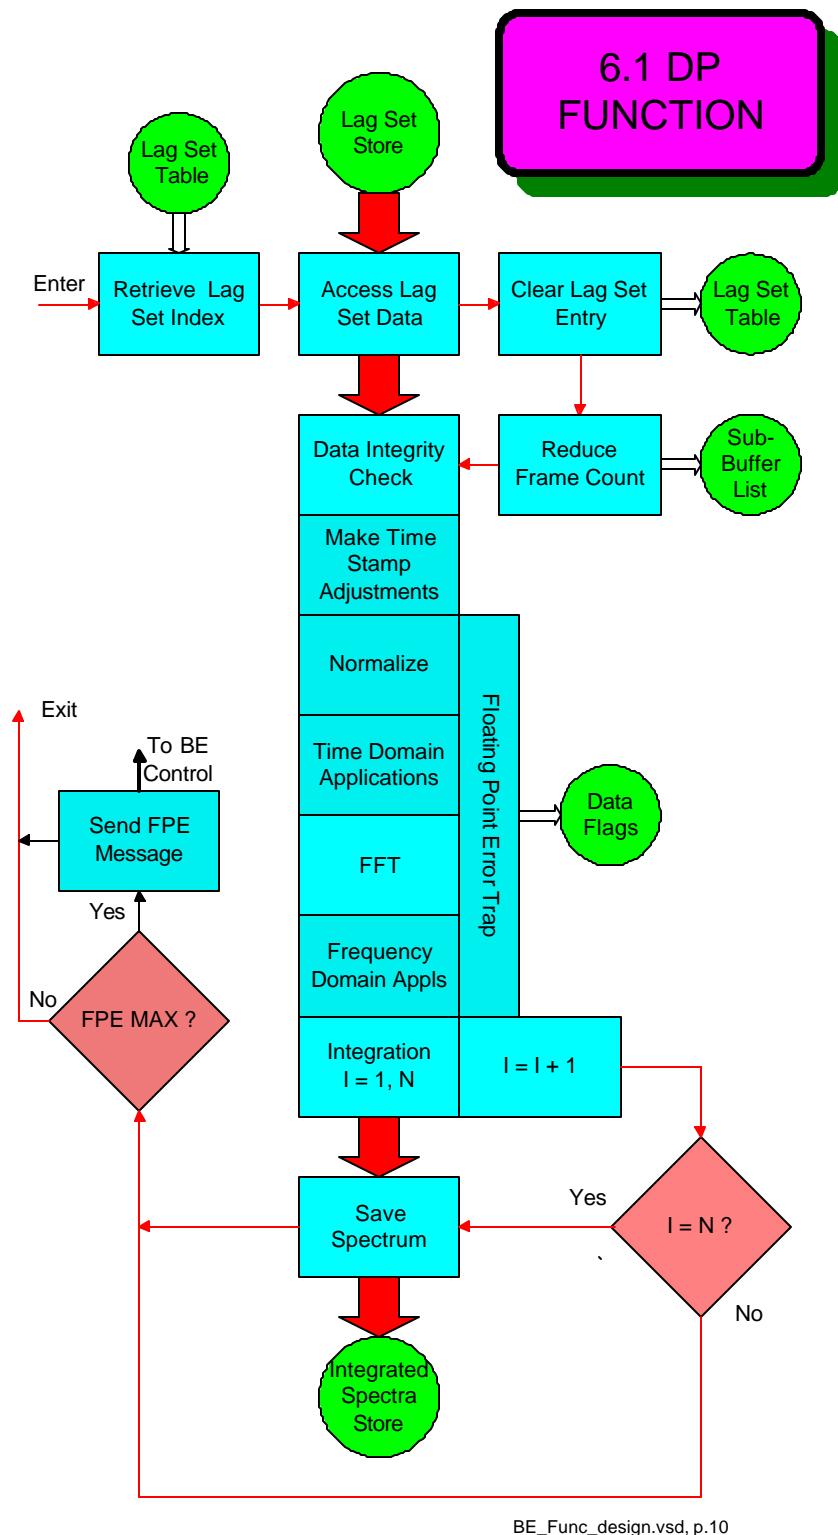 6.1 DP
FUNCTION
Lag Set
Store
Lag Set
Table
Enter
Retrieve Lag
Set Index
Access Lag
Set Data
Clear Lag Set
Entry
Lag Set
Table
Data Integrity
Check
Reduce
Frame Count
Sub-
Buffer
List
Make Time
Stamp
Adjustments
Normalize
Floating Point Error Trap
Exit
To BE
Control
Time Domain
Applications
Data
Flags
Send FPE
Message
FFT
Yes
Frequency
Domain Appls
No
FPE MAX ?
Integration
I = 1, N
I = I + 1
Yes
Save
Spectrum
I = N ?
No
Integrated
Spectra
Store
BE_Func_design.vsd, p.10